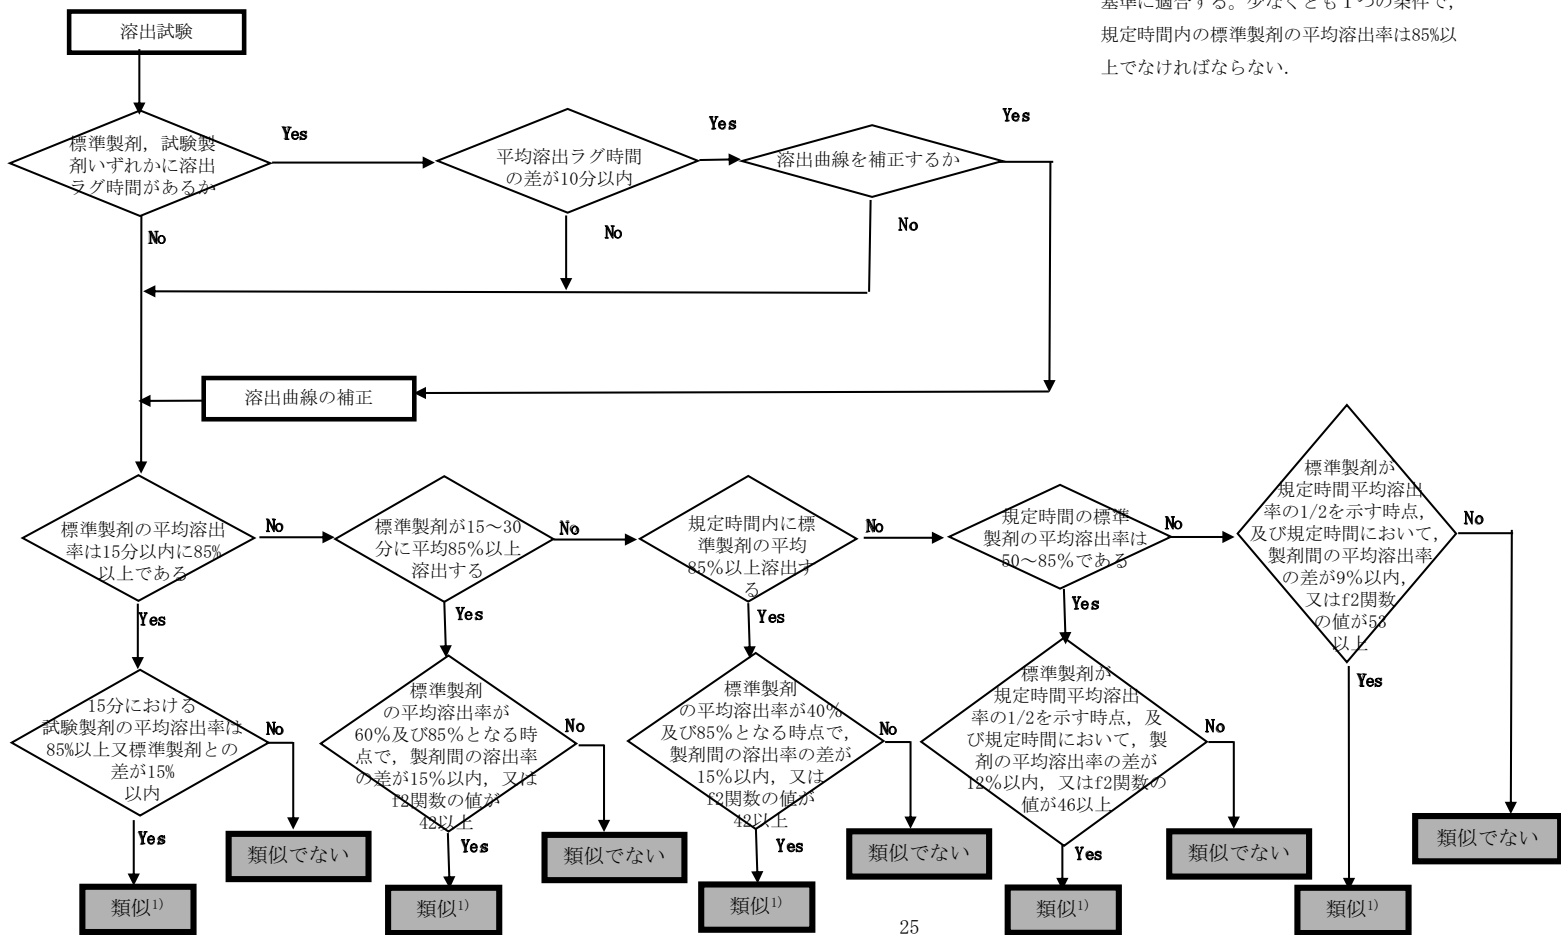 基準に適合する。少なくとも１つの条件で,
規定時間内の標準製剤の平均溶出率は85%以
上でなければならない.
溶出試験
標準製剤, 試験製
剤いずれかに溶出
ラグ時間があるか
Yes
平均溶出ラグ時間
の差が10分以内
Yes
溶出曲線を補正するか
Yes
No
No
No
溶出曲線の補正
標準製剤の平均溶出
率は15分以内に85%
以上である
No
標準製剤が15～30
分に平均85%以上
溶出する
No
規定時間内に標
準製剤の平均
85%以上溶出す
る
No
規定時間の標準
製剤の平均溶出率は
50～85%である
No
標準製剤が
規定時間平均溶出
率の1/2を示す時点,
及び規定時間において,
製剤間の平均溶出率
の差が9%以内,
又はf2関数
の値が53
以上
No
Yes
Yes
Yes
Yes
Yes
15分における
試験製剤の平均溶出率は
85%以上又標準製剤との
差が15%
以内
No
標準製剤
の平均溶出率が
60%及び85%となる時
点で, 製剤間の溶出率
の差が15%以内, 又は
f2関数の値が
42以上
No
標準製剤
の平均溶出率が40%
及び85%となる時点で,
製剤間の溶出率の差が
15%以内, 又は
f2関数の値が
42以上
No
標準製剤が
規定時間平均溶出
率の1/2を示す時点, 及
び規定時間において, 製
剤の平均溶出率の差が
12%以内, 又はf2関数の
値が46以上
No
Yes
Yes
Yes
Yes
類似でない
類似でない
類似でない
類似でない
類似でない
類似1)
類似1)
類似1)
類似1)
類似1)
25